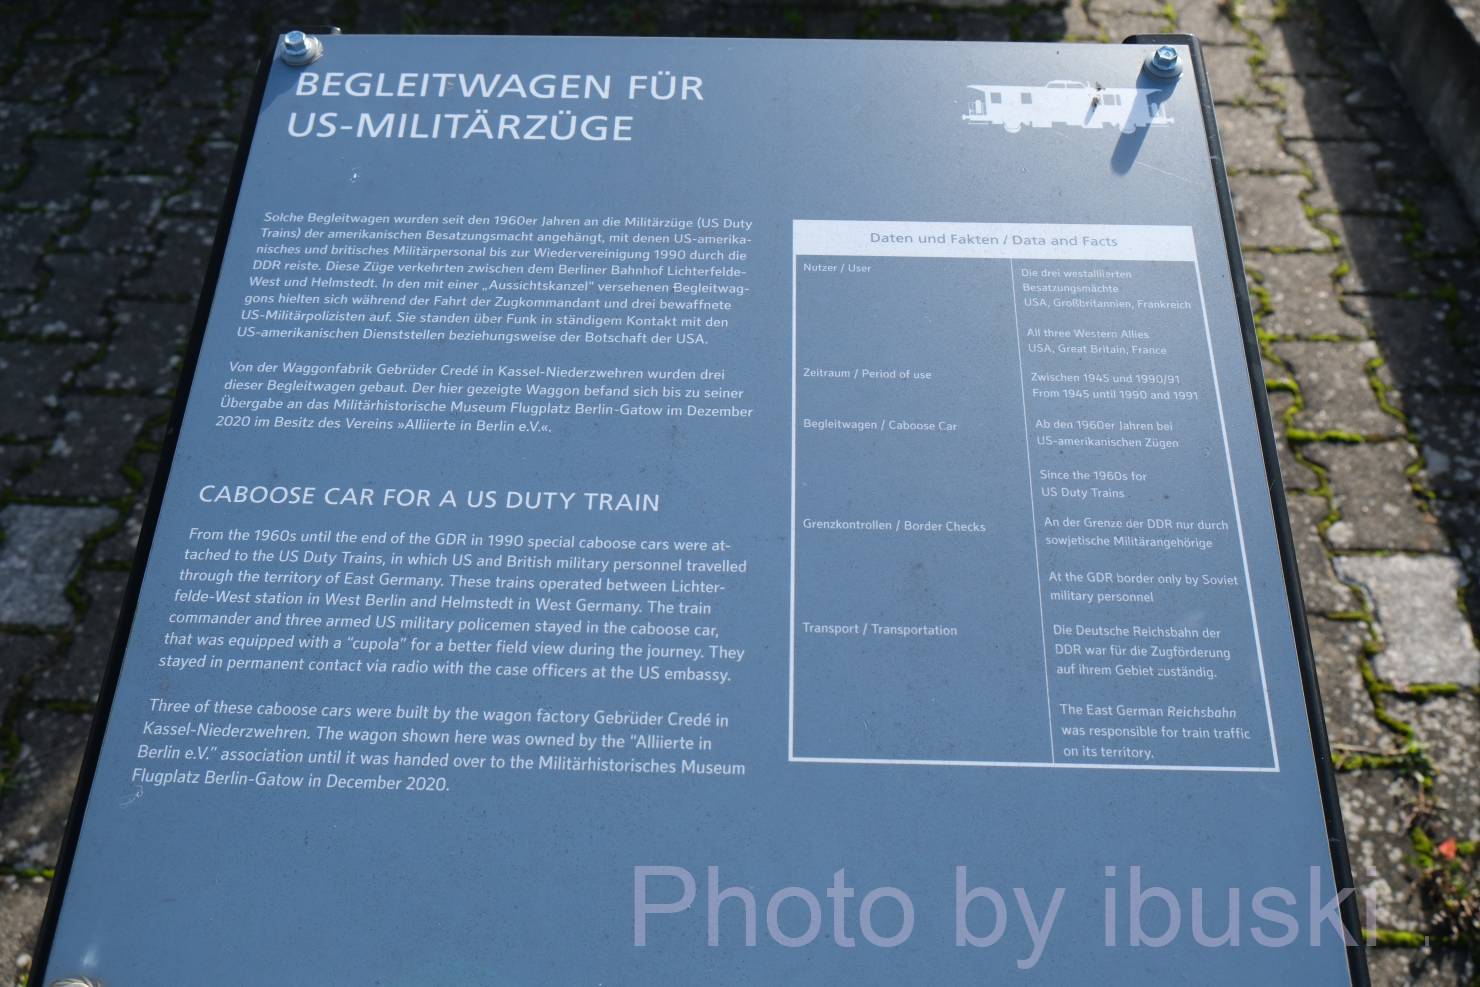 BEGLEITWAGEN FÜR
US-MILITÄRZÜGE
Solche Begleitwagen wurden seit den 1960er Jahren an die Militärzüge (US Duty
Trains) der amerikanischen Besatzungsmacht angehängt, mit denen US-amerika-
nisches und britisches Militärpersonal bis zur Wiedervereinigung 1990 durch die
DDR reiste. Diese Züge verkehrten zwischen dem Berliner Bahnhof Lichterfelde-
West und Helmstedt. In den mit einer „Aussichtskanzel" versehenen Begleitwag-
gons hielten sich während der Fahrt der Zugkommandant und drei bewaffnete
US-Militärpolizisten auf. Sie standen über Funk in ständigem Kontakt mit den
US-amerikanischen Dienststellen beziehungsweise der Botschaft der USA.
Von der Waggonfabrik Gebrüder Credé in Kassel-Niederzwehren wurden drei
dieser Begleitwagen gebaut. Der hier gezeigte Waggon befand sich bis zu seiner
Übergabe an das Militärhistorische Museum Flugplatz Berlin-Gatow im Dezember
2020 im Besitz des Vereins »Alliierte in Berlin e.V.«.
CABOOSE CAR FOR A US DUTY TRAIN
From the 1960s until the end of the GDR in 1990 special caboose cars were at-
tached to the US Duty Trains, in which US and British military personnel travelled
through the territory of East Germany. These trains operated between Lichter-
felde-West station in West Berlin and Helmstedt in West Germany. The train
commander and three armed US military policemen stayed in the caboose car,
that was equipped with a "cupola" for a better field view during the journey. They
stayed in permanent contact via radio with the case officers at the US embassy.
Three of these caboose cars were built by the wagon factory Gebrüder Credé in
Kassel-Niederzwehren. The wagon shown here was owned by the "Alliierte in
Berlin e.V." association until it was handed over to the Militärhistorisches Museum
Flugplatz Berlin-Gatow in December 2020.
Daten und Fakten / Data and Facts
Nutzer / User
Die drei westalliierten
Besatzungsmächte
USA, Großbritannien, Frankreich
All three Western Allies
USA, Great Britain, France
Zeitraum / Period of use
Zwischen 1945 und 1990/91
From 1945 until 1990 and 1991
Begleitwagen / Caboose Car
Ab den 1960er Jahren bei
US-amerikanischen Zügen
Since the 1960s for
US Duty Trains
Grenzkontrollen / Border Checks
An der Grenze der DDR nur durch
sowjetische Militärangehörige
At the GDR border only by Soviet
military personnel
Transport / Transportation
Die Deutsche Reichsbahn der
DDR war für die Zugförderung
auf ihrem Gebiet zuständig.
The East German Reichsbahn
was responsible for train traffic
on its territory.
Photo by ibuski